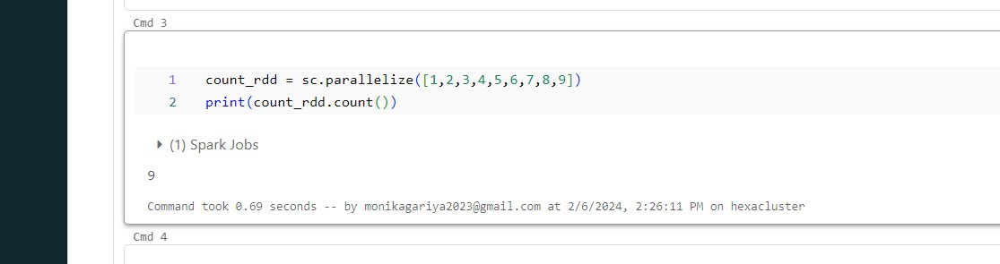 Cmd 3
1 count_rdd = sc.parallelize([1,2,3,4,5,6,7,8,9])
2 print(count_rdd.count())
(1) Spark Jobs
9
Command took 0.69 seconds -- by monikagariya2023@gmail.com at 2/6/2024, 2:26:11 PM on hexacluster
Cmd 4